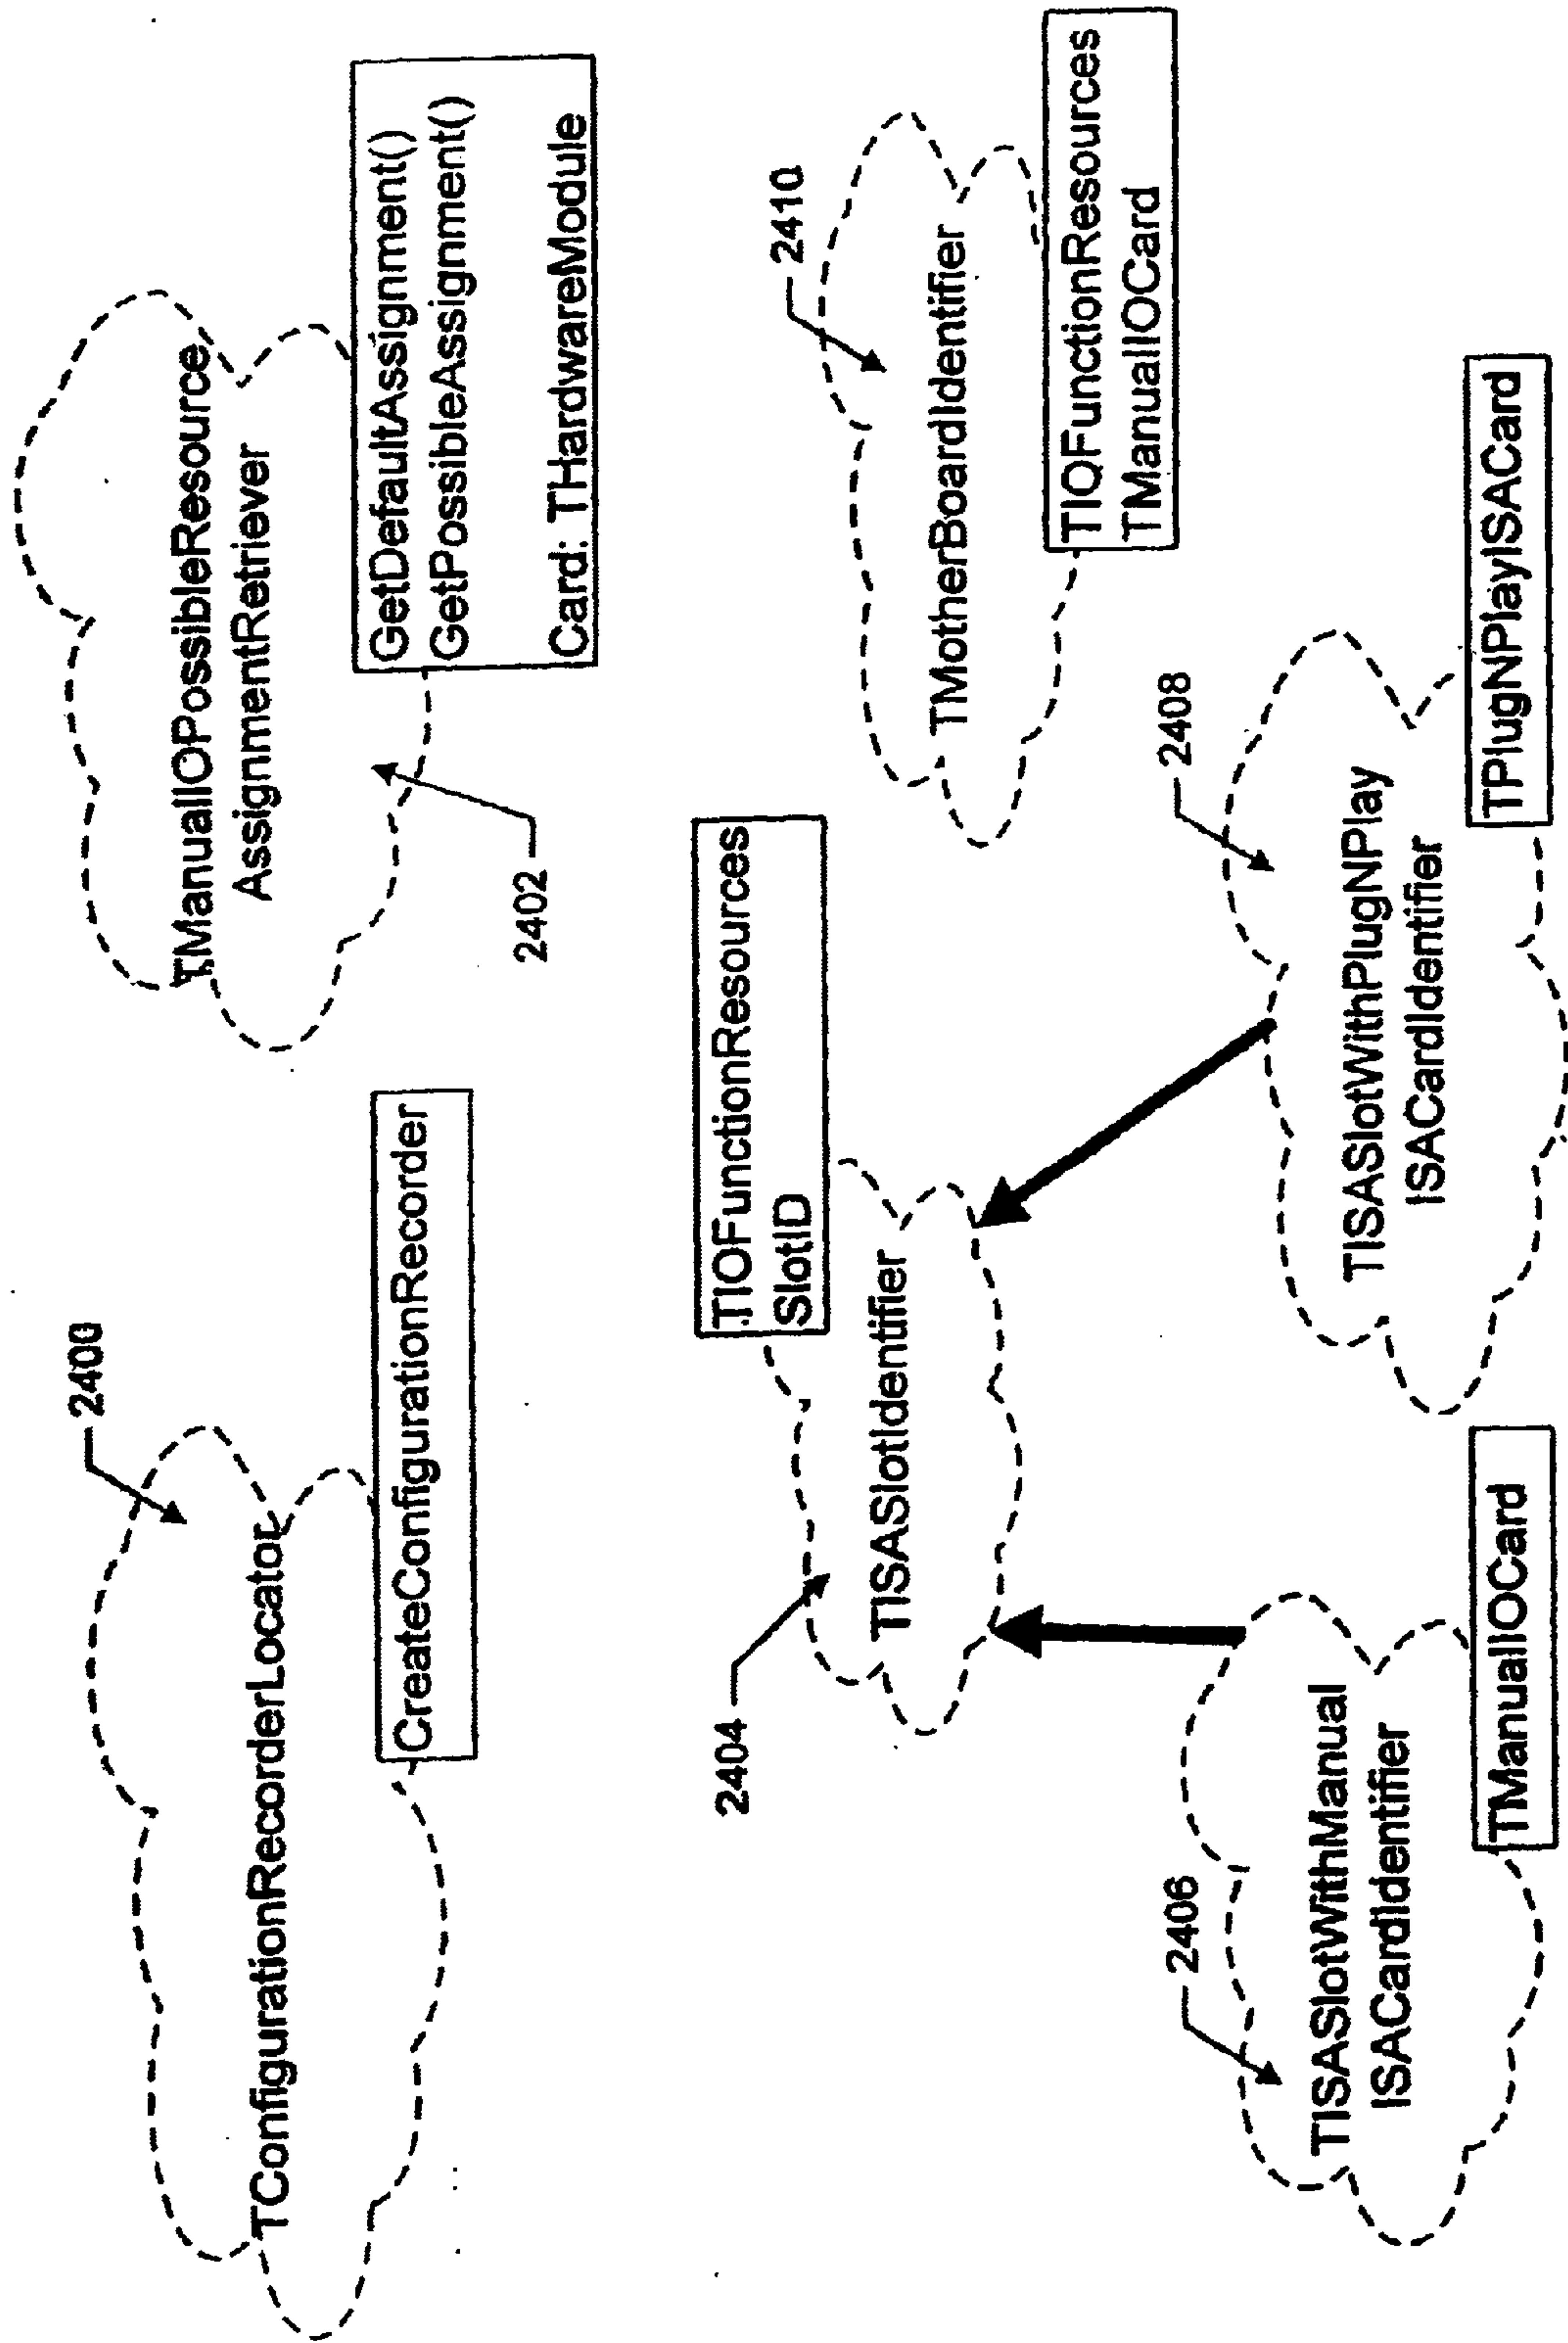 2400
TConfigurationRecorderLocator
CreateConfigurationRecorder
TManualIOPossibleResource
AssignmentRetriever
GetDefaultAssignment()
GetPossibleAssignment()
Card: THardwareModule
2402
2404
TIOFunctionResources
SlotID
TISASlotIdentifier
2410
TMotherBoardIdentifier
TIOFunctionResources
TManualIOCard
2406
TISASlotWithManual
ISACardIdentifier
TManualIOCard
2408
TISASlotWithPlugNPlay
ISACardIdentifier
TPlugNPlayISACard